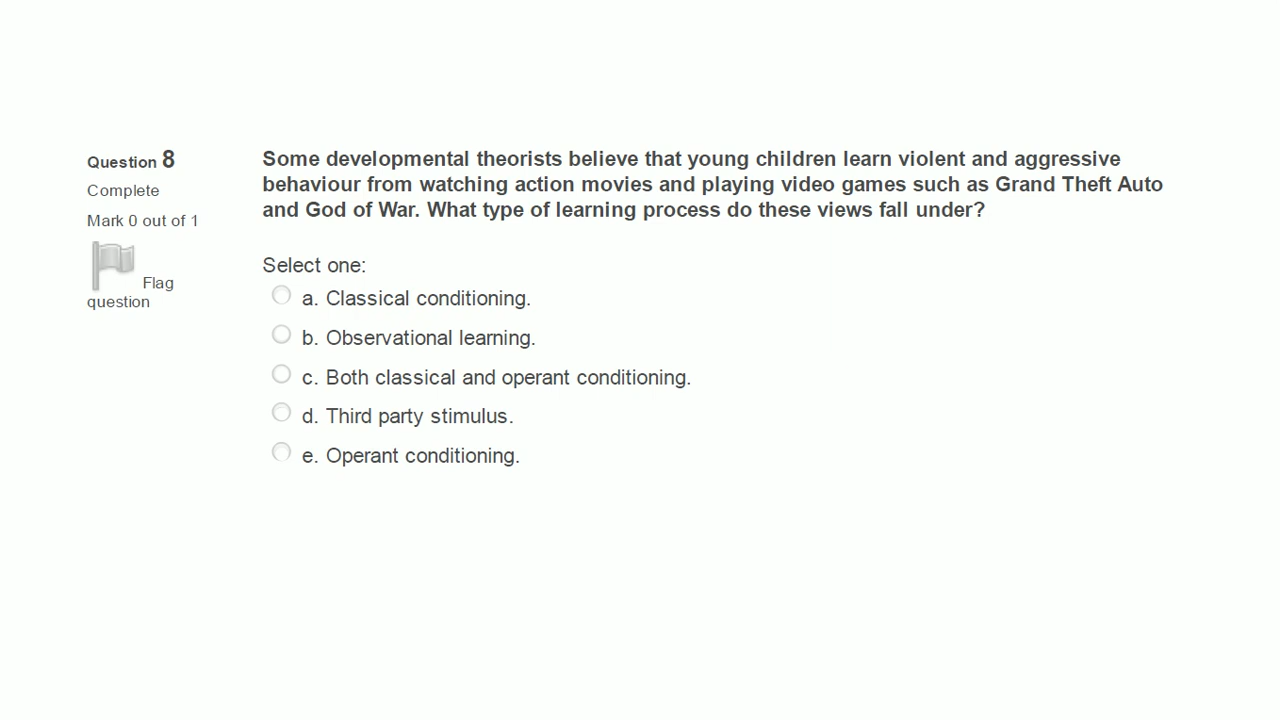 Question 8
Complete
Mark 0 out of 1
Flag
question
Some developmental theorists believe that young children learn violent and aggressive
behaviour from watching action movies and playing video games such as Grand Theft Auto
and God of War. What type of learning process do these views fall under?
Select one:
a. Classical conditioning.
b. Observational learning.
c. Both classical and operant conditioning.
d. Third party stimulus.
e. Operant conditioning.